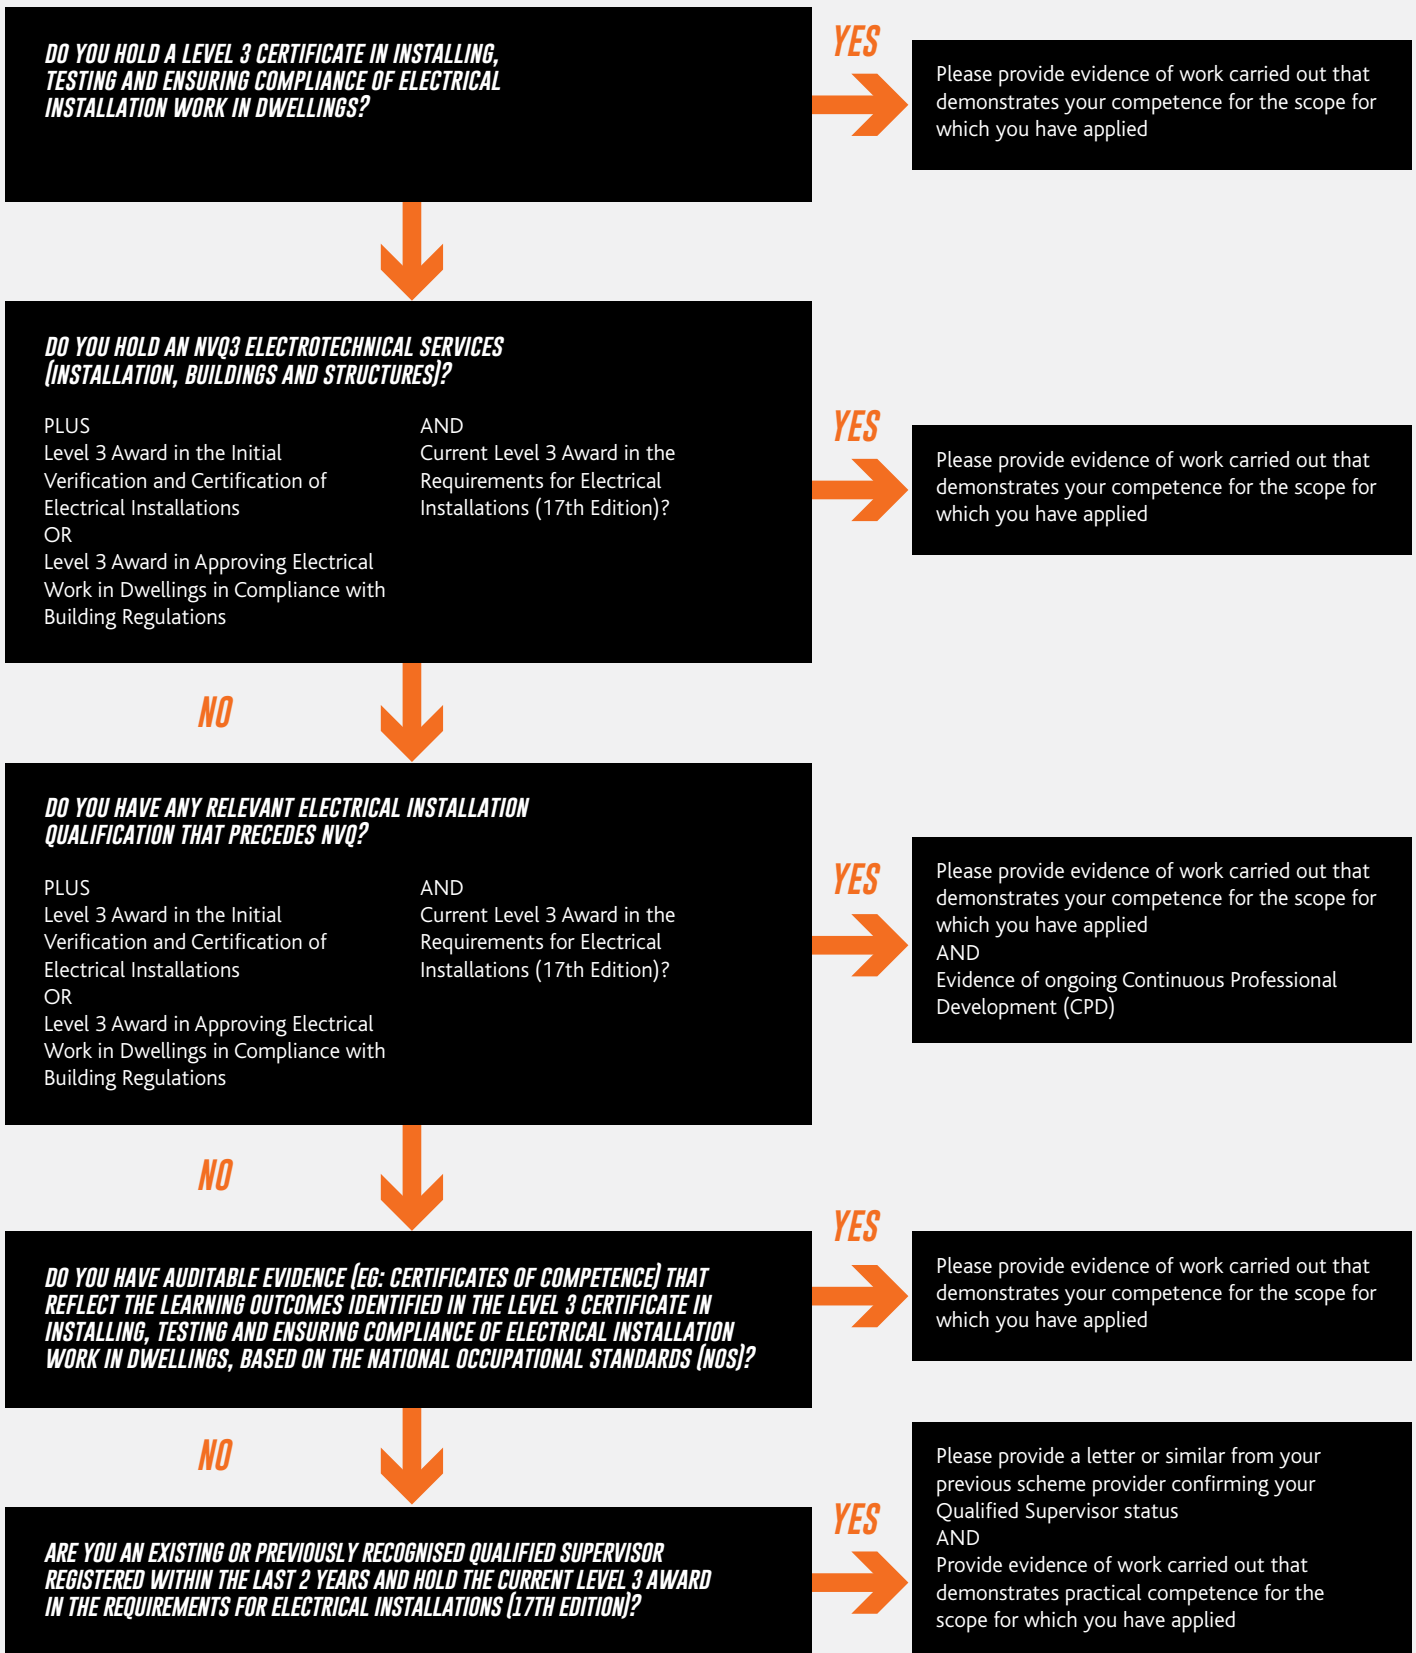 DO YOU HOLD A LEVEL 3 CERTIFICATE IN INSTALLING,
TESTING AND ENSURING COMPLIANCE OF ELECTRICAL
INSTALLATION WORK IN DWELLINGS?
YES
Please provide evidence of work carried out that
demonstrates your competence for the scope for
which you have applied
DO YOU HOLD AN NVQ3 ELECTROTECHNICAL SERVICES
(INSTALLATION, BUILDINGS AND STRUCTURES)?
PLUS
Level 3 Award in the Initial
Verification and Certification of
Electrical Installations
OR
Level 3 Award in Approving Electrical
Work in Dwellings in Compliance with
Building Regulations
AND
Current Level 3 Award in the
Requirements for Electrical
Installations (17th Edition)?
YES
Please provide evidence of work carried out that
demonstrates your competence for the scope for
which you have applied
NO
DO YOU HAVE ANY RELEVANT ELECTRICAL INSTALLATION
QUALIFICATION THAT PRECEDES NVQ?
PLUS
Level 3 Award in the Initial
Verification and Certification of
Electrical Installations
OR
Level 3 Award in Approving Electrical
Work in Dwellings in Compliance with
Building Regulations
AND
Current Level 3 Award in the
Requirements for Electrical
Installations (17th Edition)?
YES
Please provide evidence of work carried out that
demonstrates your competence for the scope for
which you have applied
AND
Evidence of ongoing Continuous Professional
Development (CPD)
NO
DO YOU HAVE AUDITABLE EVIDENCE (EG: CERTIFICATES OF COMPETENCE) THAT
REFLECT THE LEARNING OUTCOMES IDENTIFIED IN THE LEVEL 3 CERTIFICATE IN
INSTALLING, TESTING AND ENSURING COMPLIANCE OF ELECTRICAL INSTALLATION
WORK IN DWELLINGS, BASED ON THE NATIONAL OCCUPATIONAL STANDARDS (NOS)?
YES
Please provide evidence of work carried out that
demonstrates your competence for the scope for
which you have applied
NO
ARE YOU AN EXISTING OR PREVIOUSLY RECOGNISED QUALIFIED SUPERVISOR
REGISTERED WITHIN THE LAST 2 YEARS AND HOLD THE CURRENT LEVEL 3 AWARD
IN THE REQUIREMENTS FOR ELECTRICAL INSTALLATIONS (17TH EDITION)?
YES
Please provide a letter or similar from your
previous scheme provider confirming your
Qualified Supervisor status
AND
Provide evidence of work carried out that
demonstrates practical competence for the
scope for which you have applied